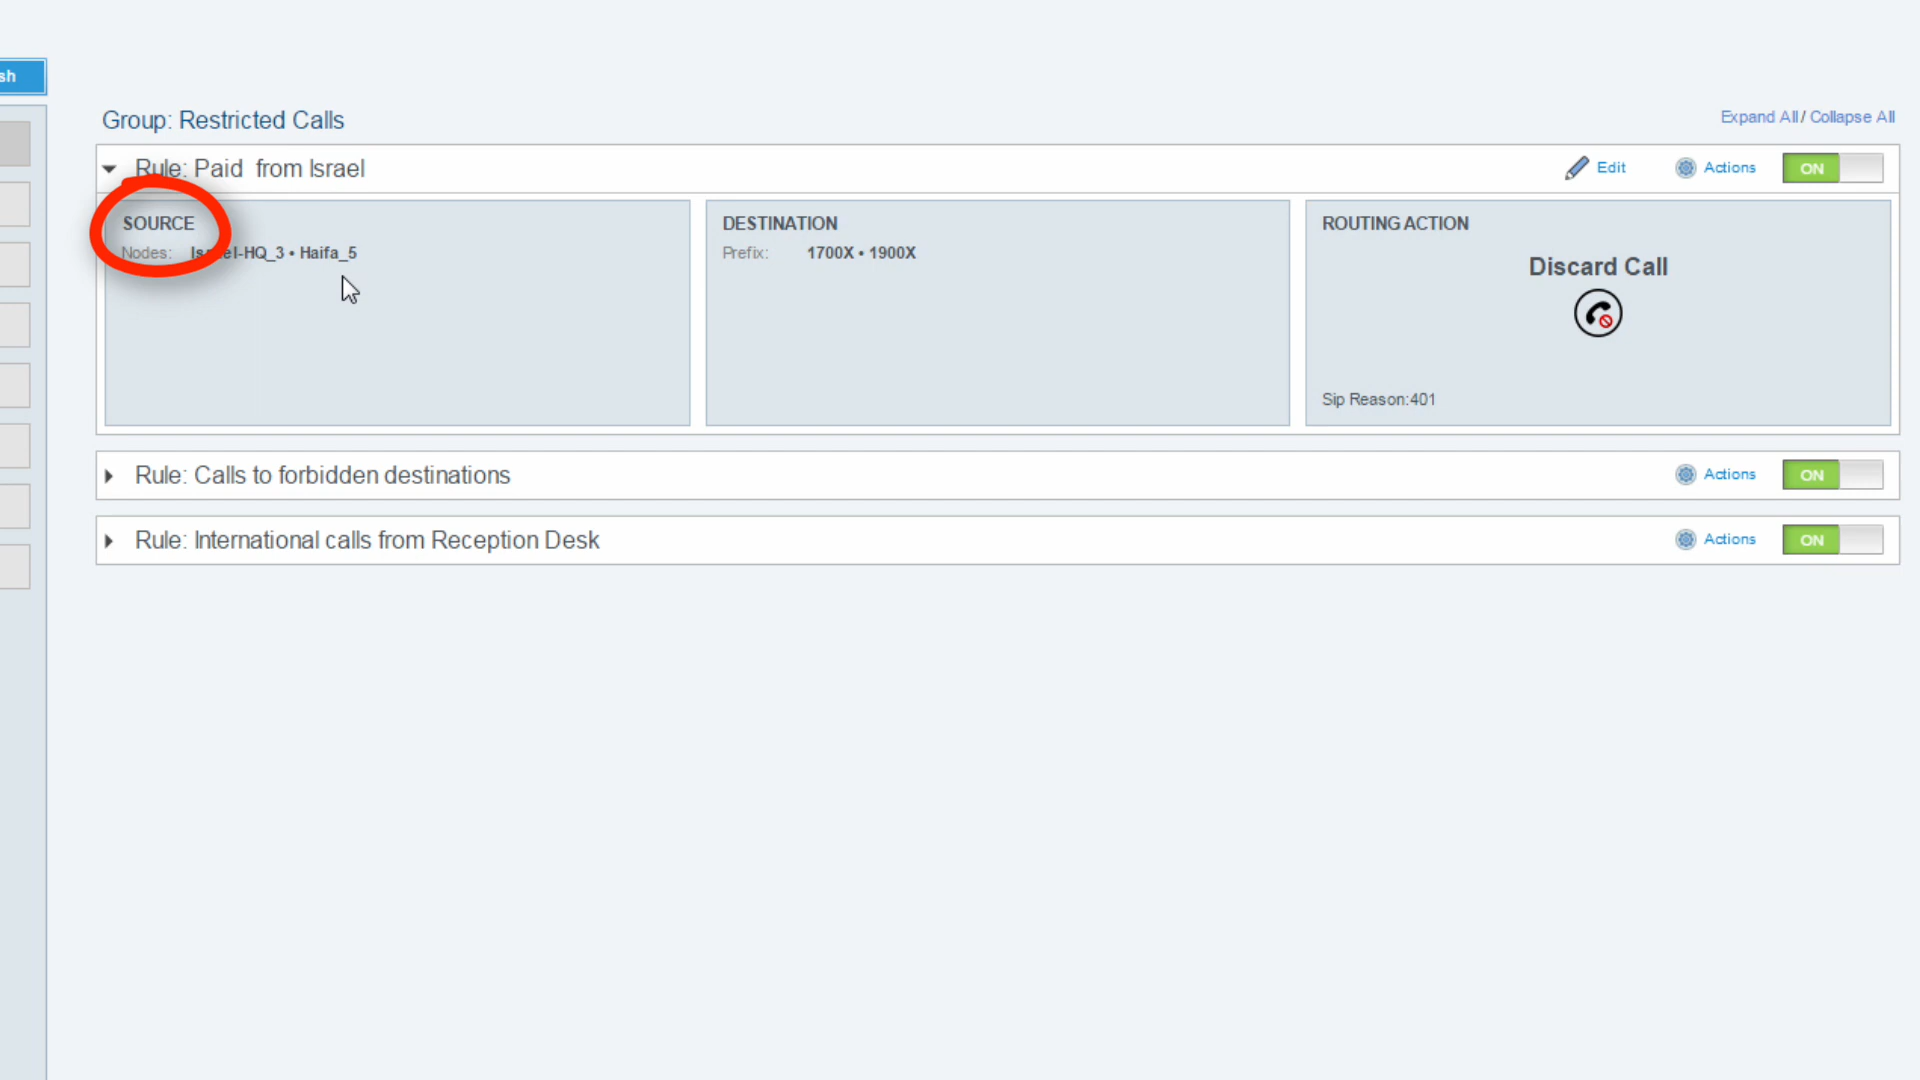 sh
Group: Restricted Calls
Expand All / Collapse All
Rule: Paid from Israel
Edit
Actions
ON
SOURCE
Nodes: Israel-HQ_3 • Haifa_5
DESTINATION
Prefix: 1700X • 1900X
ROUTING ACTION
Discard Call
Sip Reason:401
Rule: Calls to forbidden destinations
Actions
ON
Rule: International calls from Reception Desk
Actions
ON